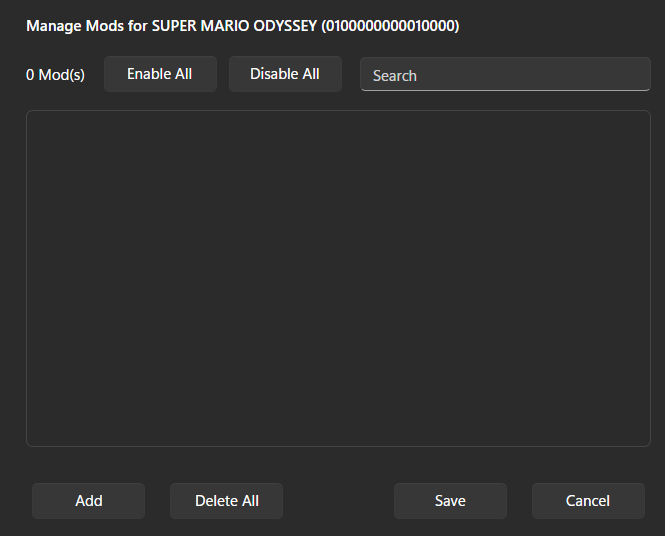 Manage Mods for SUPER MARIO ODYSSEY (0100000000010000)
0 Mod(s) Enable All Disable All Search
Add Delete All Save Cancel